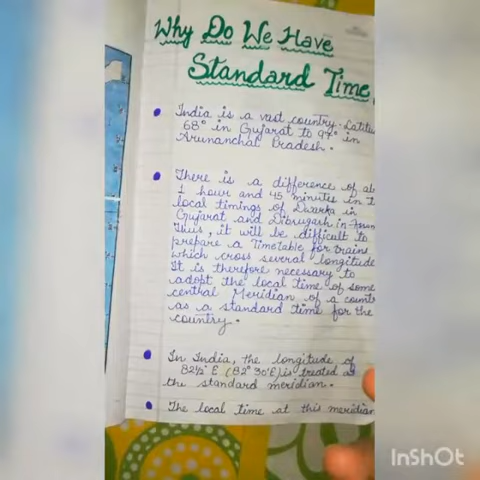 Why Do We Have
Standard Time
India is a vast country. Latitu
68° in Gujarat to 97° in
Arunanchal Pradesh.
There is a difference of ab
1 hour and 45 minutes in t
local timings of Dwarka in
Gujarat and Dibrugarh in
Thus, it will be difficult to
prepare a Timetable for trains
which cross several longitude
It is therefore necessary to
adopt the local time of some
central Meridian of a count
as a standard time for the
country.
In India, the longitude of
82½° E (82° 30'E) is treated as
the standard meridian.
The local time at this meridian
InShOt